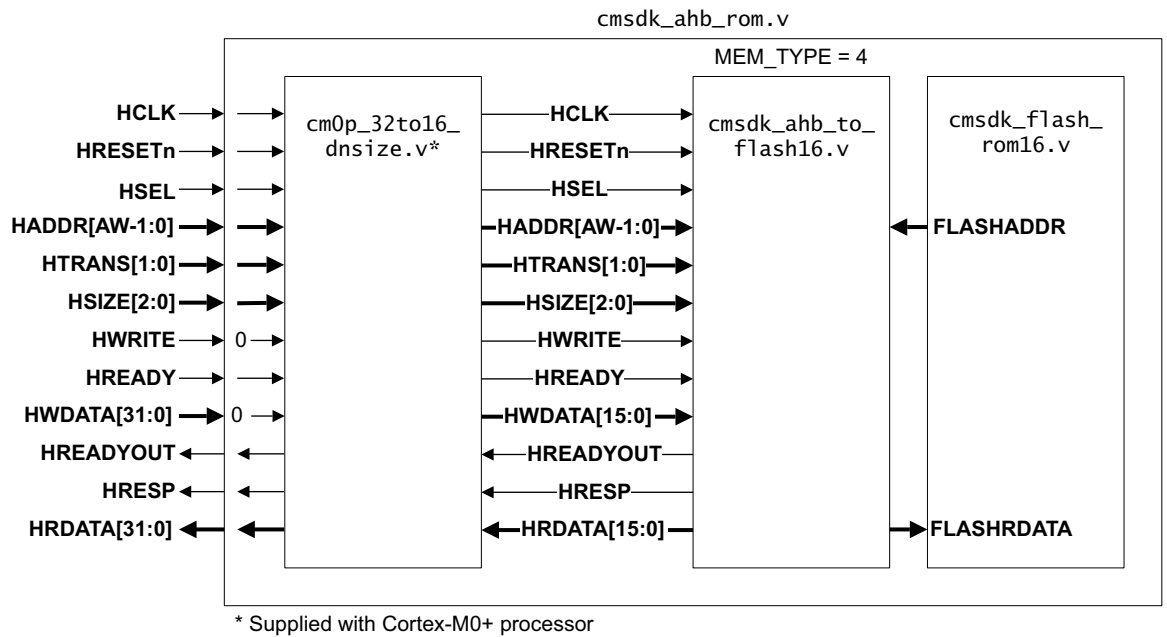 cmsdk_ahb_rom.v
MEM_TYPE = 4
cm0p_32to16_
dnsize.v*
cmsdk_ahb_to_
flash16.v
cmsdk_flash_
rom16.v
HCLK HCLK
HRESETn HRESETn
HSEL HSEL
HADDR[AW-1:0] HADDR[AW-1:0] FLASHADDR
HTRANS[1:0] HTRANS[1:0]
HSIZE[2:0] HSIZE[2:0]
HWRITE 0 HWRITE
HREADY HREADY
HWDATA[31:0] 0 HWDATA[15:0]
HREADYOUT HREADYOUT
HRESP HRESP
HRDATA[31:0] HRDATA[15:0] FLASHRDATA
* Supplied with Cortex-M0+ processor